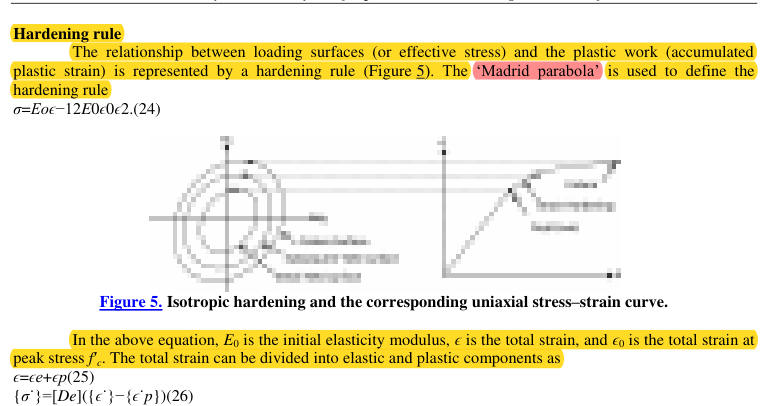 Hardening rule
The relationship between loading surfaces (or effective stress) and the plastic work (accumulated
plastic strain) is represented by a hardening rule (Figure 5). The ‘Madrid parabola’ is used to define the
hardening rule
σ=Eoϵ−12E0ϵ0ϵ2.(24)
Figure 5. Isotropic hardening and the corresponding uniaxial stress–strain curve.
In the above equation, E0 is the initial elasticity modulus, ϵ is the total strain, and ϵ0 is the total strain at
peak stress f′c. The total strain can be divided into elastic and plastic components as
ϵ=ϵe+ϵp(25)
{σ˙}=[De]({ϵ˙}−{ϵ˙p})(26)